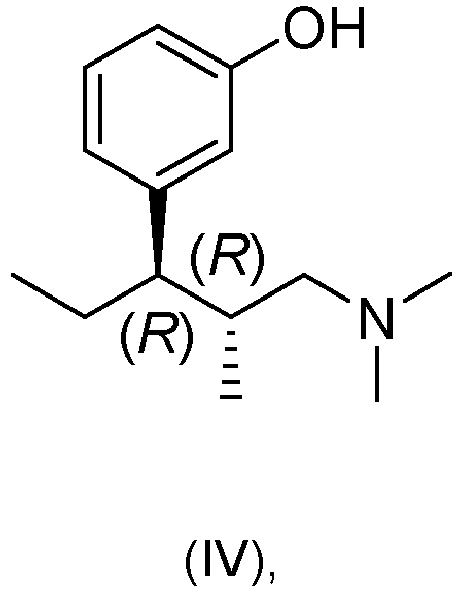 OH
(R)
(R)
N
(IV),